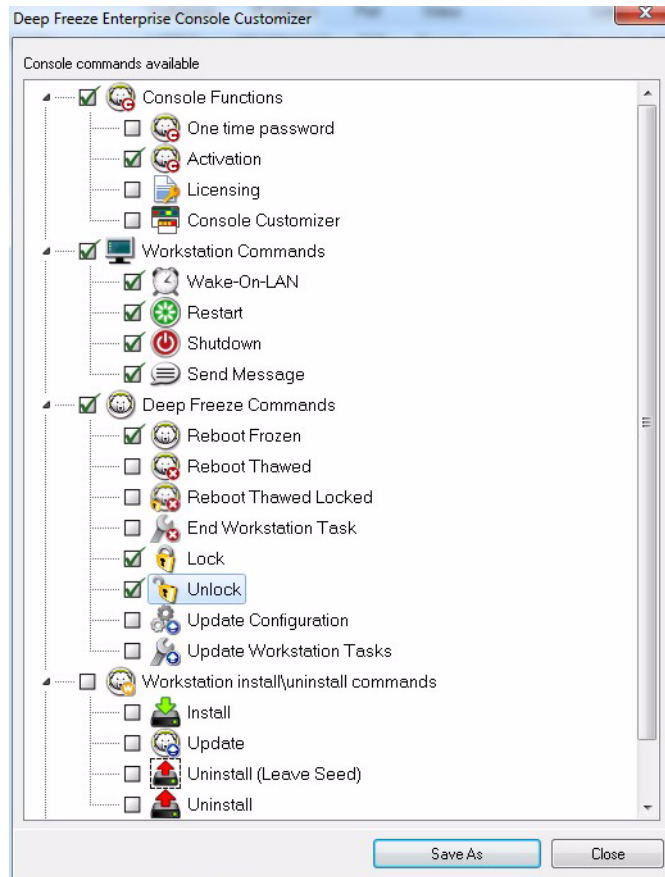 Deep Freeze Enterprise Console Customizer
Console commands available
Console Functions
One time password
Activation
Licensing
Console Customizer
Workstation Commands
Wake-On-LAN
Restart
Shutdown
Send Message
Deep Freeze Commands
Reboot Frozen
Reboot Thawed
Reboot Thawed Locked
End Workstation Task
Lock
Unlock
Update Configuration
Update Workstation Tasks
Workstation install\uninstall commands
Install
Update
Uninstall (Leave Seed)
Uninstall
Save As
Close